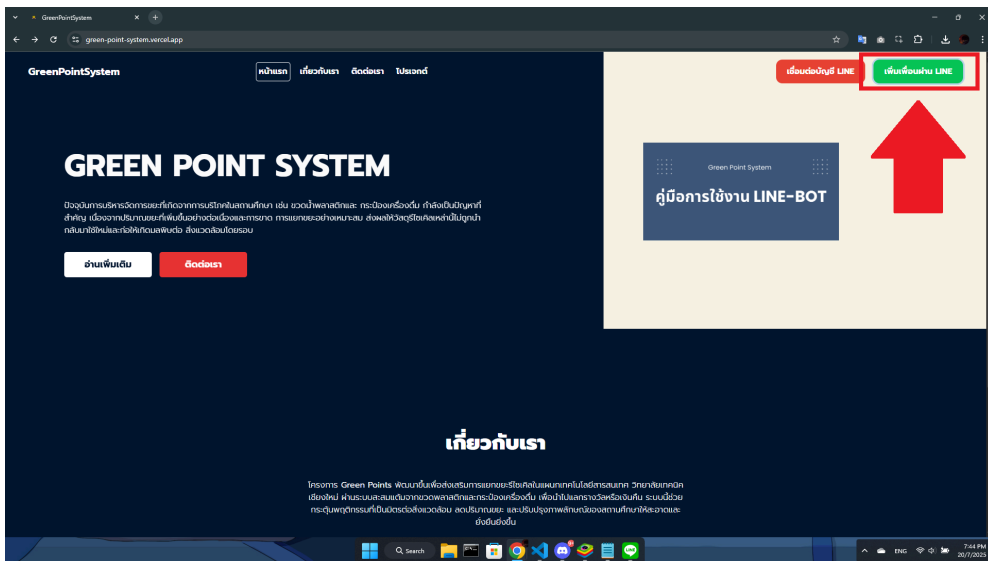 GreenPointSystem
green-point-system.vercel.app
GreenPointSystem
หน้าแรก เกี่ยวกับเรา ติดต่อเรา โปรเจกต์
เชื่อมต่อบัญชี LINE
เพิ่มเพื่อนผ่าน LINE
GREEN POINT SYSTEM
ปัจจุบันการบริหารจัดการขยะที่เกิดจากการบริโภคในสถานศึกษา เช่น ขวดน้ำพลาสติกและ กระป๋องเครื่องดื่ม กำลังเป็นปัญหาที่
สำคัญ เนื่องจากปริมาณขยะที่เพิ่มขึ้นอย่างต่อเนื่องและการขาด การแยกขยะอย่างเหมาะสม ส่งผลให้วัสดุรีไซเคิลเหล่านี้ไม่ถูกนำ
กลับมาใช้ใหม่และก่อให้เกิดมลพิษต่อ สิ่งแวดล้อมโดยรอบ
อ่านเพิ่มเติม
ติดต่อเรา
Green Point System
คู่มือการใช้งาน LINE-BOT
เกี่ยวกับเรา
โครงการ Green Points พัฒนาขึ้นเพื่อส่งเสริมการแยกขยะรีไซเคิลในแผนกเทคโนโลยีสารสนเทศ วิทยาลัยเทคนิค
เชียงใหม่ ผ่านระบบสะสมแต้มจากขวดพลาสติกและกระป๋องเครื่องดื่ม เพื่อนำไปแลกรางวัลหรือเงินคืน ระบบนี้ช่วย
กระตุ้นพฤติกรรมที่เป็นมิตรต่อสิ่งแวดล้อม ลดปริมาณขยะ และปรับปรุงภาพลักษณ์ของสถานศึกษาให้สะอาดและ
ยั่งยืนยิ่งขึ้น
Search
ENG
7:44 PM
20/7/2025